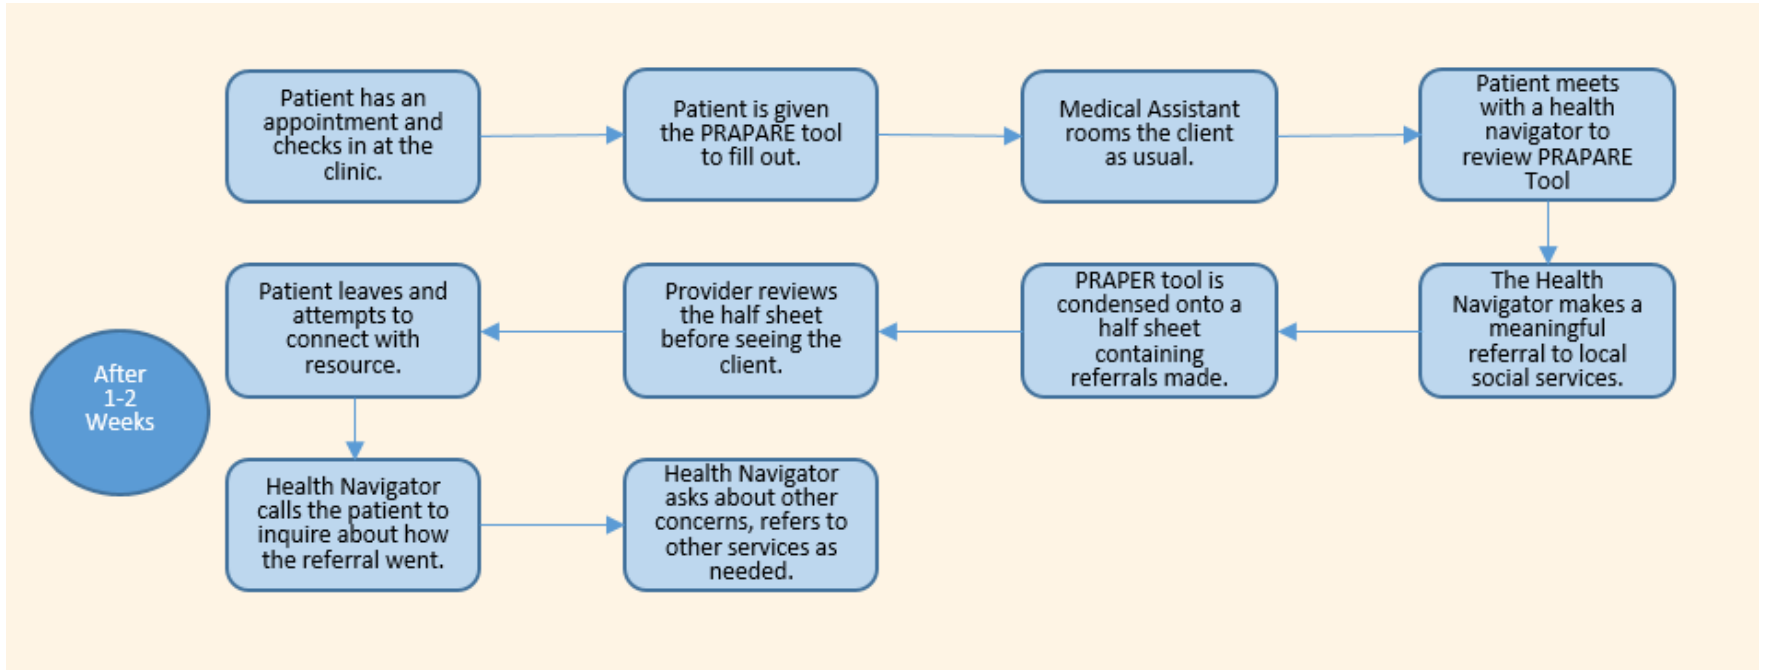 Patient has an
appointment and
checks in at the
clinic.
Patient is given
the PRAPARE tool
to fill out.
Medical Assistant
rooms the client
as usual.
Patient meets
with a health
navigator to
review PRAPARE
Tool
The Health
Navigator makes a
meaningful
referral to local
social services.
PRAPER tool is
condensed onto a
half sheet
containing
referrals made.
Provider reviews
the half sheet
before seeing the
client.
Patient leaves and
attempts to
connect with
resource.
After
1-2
Weeks
Health Navigator
calls the patient to
inquire about how
the referral went.
Health Navigator
asks about other
concerns, refers to
other services as
needed.